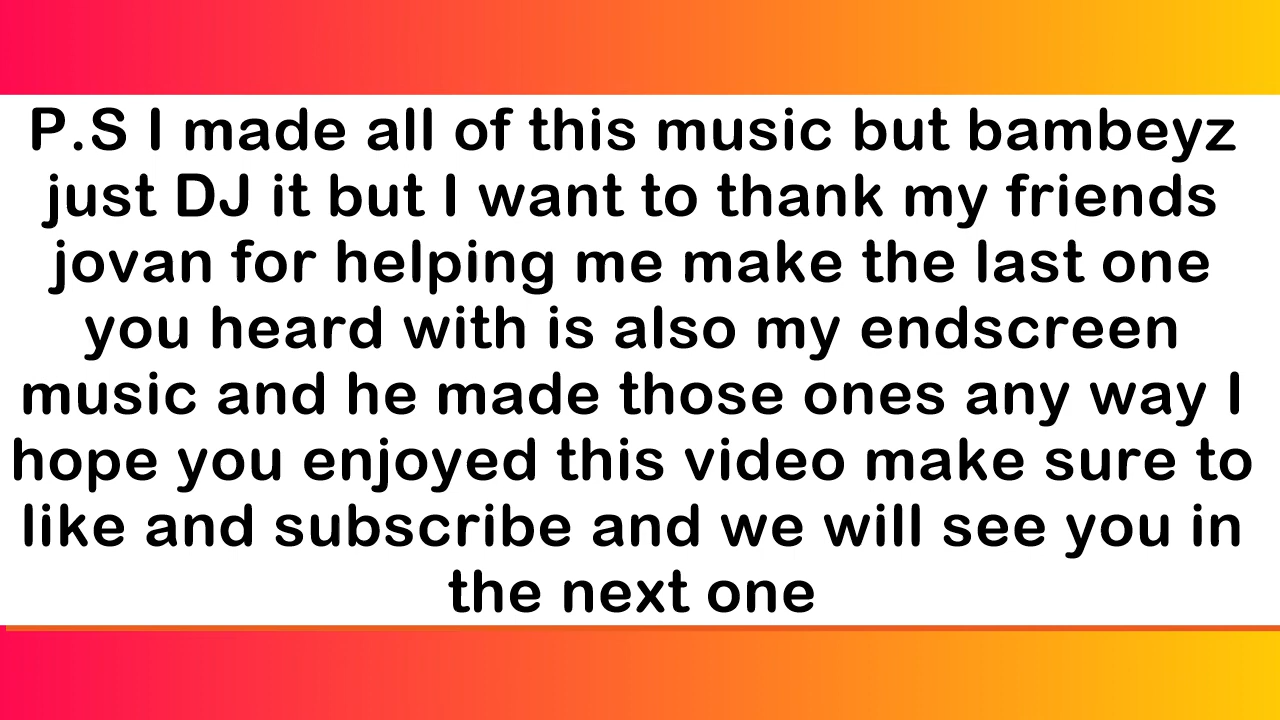 P.S I made all of this music but bambeyz
just DJ it but I want to thank my friends
jovan for helping me make the last one
you heard with is also my endscreen
music and he made those ones any way I
hope you enjoyed this video make sure to
like and subscribe and we will see you in
the next one